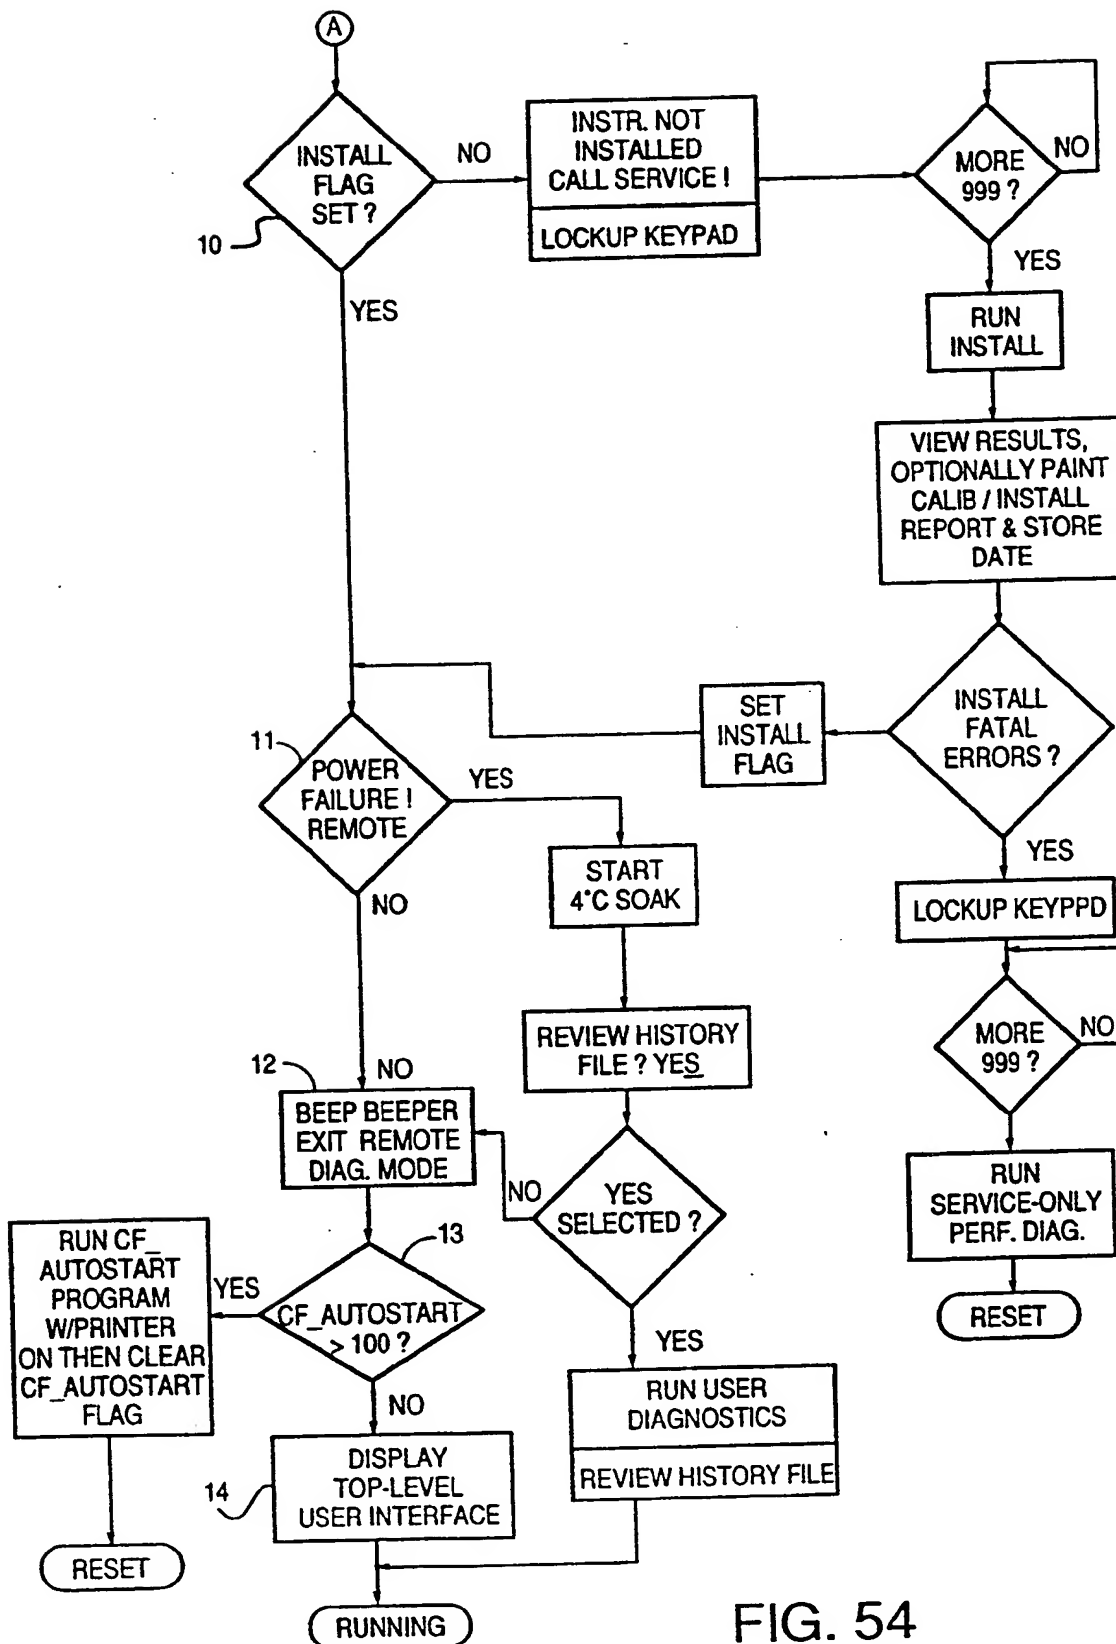 A
INSTALL
FLAG
SET ?
10
NO
YES
INSTR. NOT
INSTALLED
CALL SERVICE !
LOCKUP KEYPAD
MORE
999 ?
NO
YES
RUN
INSTALL
VIEW RESULTS,
OPTIONALLY PAINT
CALIB / INSTALL
REPORT & STORE
DATE
INSTALL
FATAL
ERRORS ?
SET
INSTALL
FLAG
YES
LOCKUP KEYPPD
MORE
999 ?
NO
RUN
SERVICE-ONLY
PERF. DIAG.
RESET
11
POWER
FAILURE !
REMOTE
YES
NO
START
4°C SOAK
REVIEW HISTORY
FILE ? YES
YES
SELECTED ?
NO
YES
RUN USER
DIAGNOSTICS
REVIEW HISTORY FILE
NO
12
BEEP BEEPER
EXIT REMOTE
DIAG. MODE
13
CF_AUTOSTART
> 100 ?
YES
NO
RUN CF_
AUTOSTART
PROGRAM
W/PRINTER
ON THEN CLEAR
CF_AUTOSTART
FLAG
RESET
14
DISPLAY
TOP-LEVEL
USER INTERFACE
RUNNING
FIG. 54